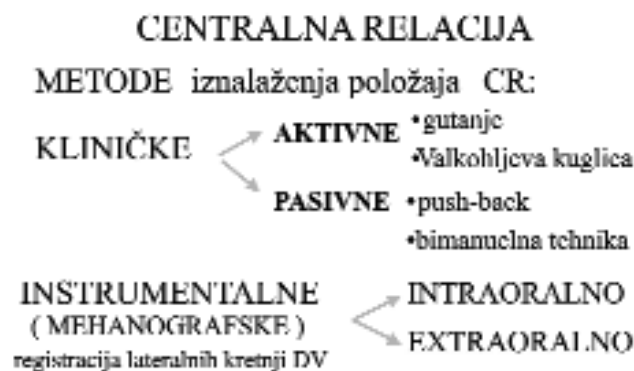 CENTRALNA RELACIJA
METODE iznalaženja položaja CR:
KLINIČKE
AKTIVNE
•gutanje
•Valkohljeva kuglica
PASIVNE
•push-back
•bimanuelna tehnika
INSTRUMENTALNE
( MEHANOGRAFSKE )
registracija lateralnih kretnji DV
INTRAORALNO
EXTRAORALNO